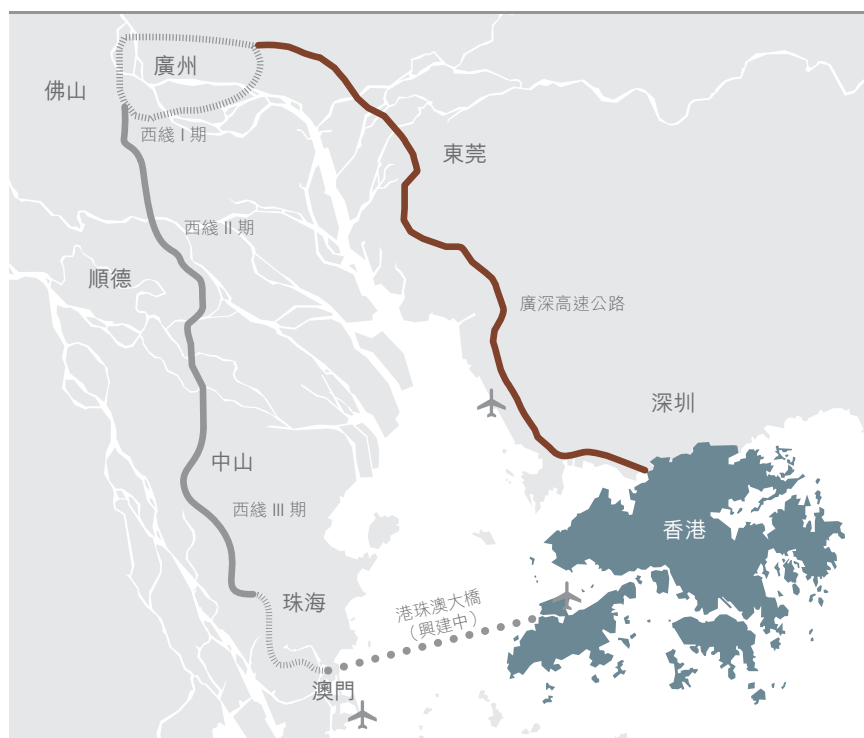 廣州
佛山
西綫 I 期
東莞
西綫 II 期
順德
廣深高速公路
深圳
中山
西綫 III 期
香港
珠海
港珠澳大橋
（興建中）
澳門